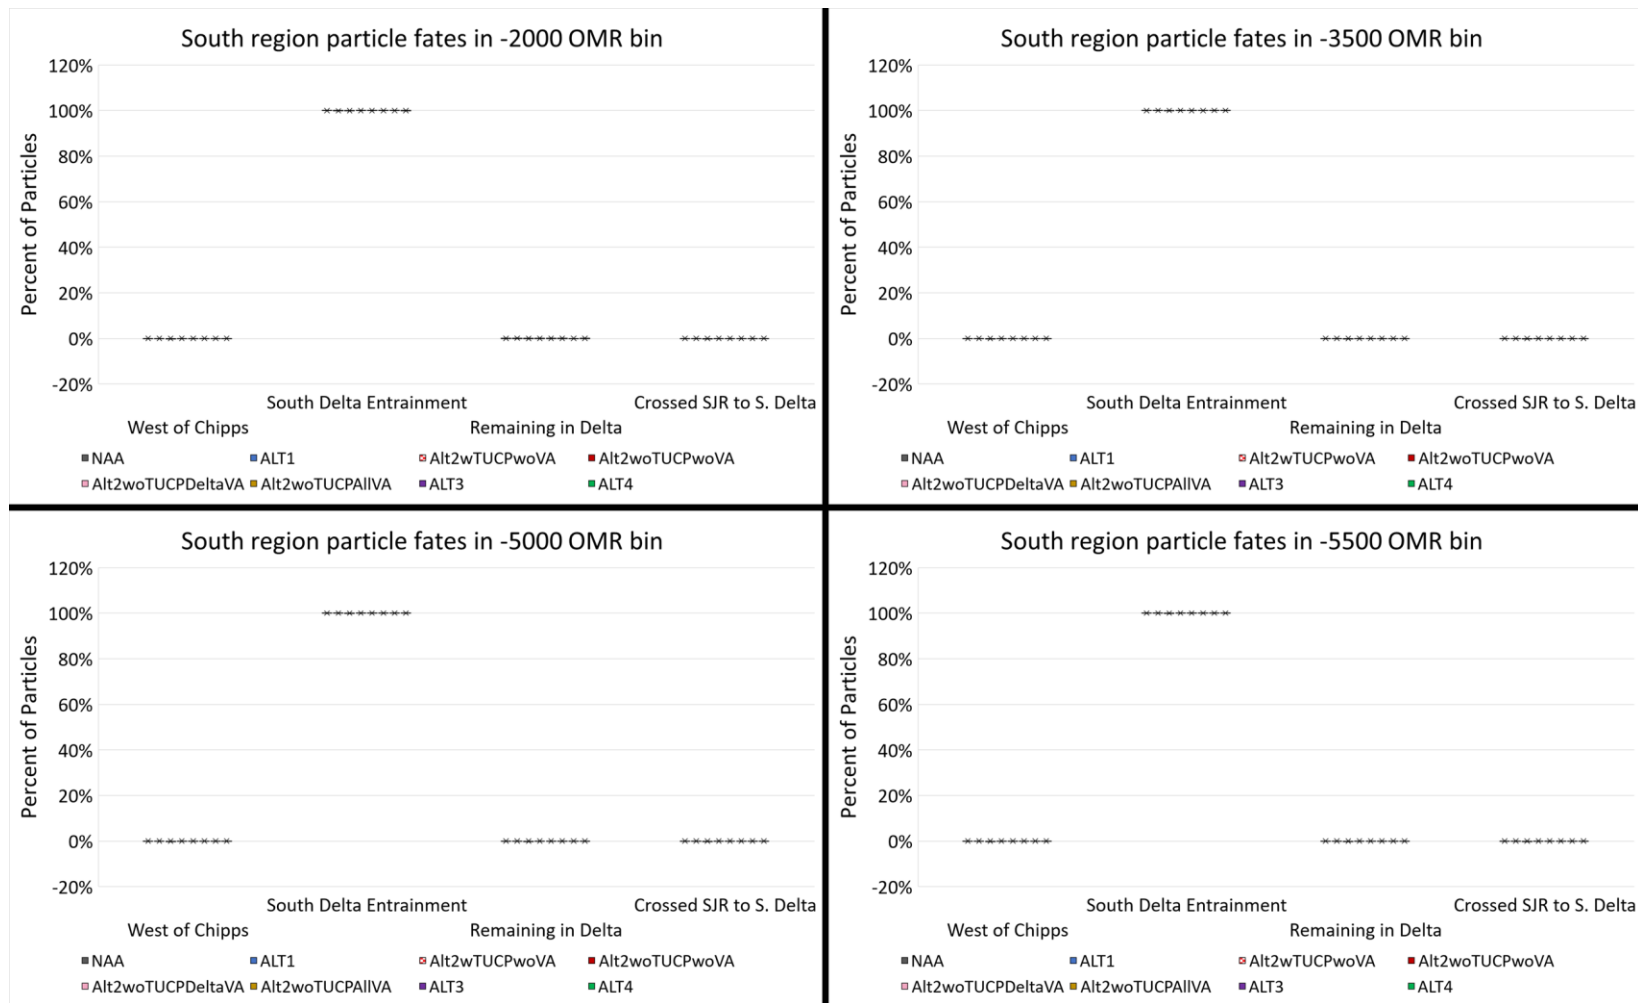 South region particle fates in -2000 OMR bin
120%
100%
80%
60%
40%
20%
0%
-20%
Percent of Particles
South Delta Entrainment Crossed SJR to S. Delta
West of Chipps Remaining in Delta
NAA ALT1 Alt2wTUCPwoVA Alt2woTUCPwoVA
Alt2woTUCPDeltaVA Alt2woTUCPAllVA ALT3 ALT4
South region particle fates in -3500 OMR bin
120%
100%
80%
60%
40%
20%
0%
-20%
Percent of Particles
South Delta Entrainment Crossed SJR to S. Delta
West of Chipps Remaining in Delta
NAA ALT1 Alt2wTUCPwoVA Alt2woTUCPwoVA
Alt2woTUCPDeltaVA Alt2woTUCPAllVA ALT3 ALT4
South region particle fates in -5000 OMR bin
120%
100%
80%
60%
40%
20%
0%
-20%
Percent of Particles
South Delta Entrainment Crossed SJR to S. Delta
West of Chipps Remaining in Delta
NAA ALT1 Alt2wTUCPwoVA Alt2woTUCPwoVA
Alt2woTUCPDeltaVA Alt2woTUCPAllVA ALT3 ALT4
South region particle fates in -5500 OMR bin
120%
100%
80%
60%
40%
20%
0%
-20%
Percent of Particles
South Delta Entrainment Crossed SJR to S. Delta
West of Chipps Remaining in Delta
NAA ALT1 Alt2wTUCPwoVA Alt2woTUCPwoVA
Alt2woTUCPDeltaVA Alt2woTUCPAllVA ALT3 ALT4